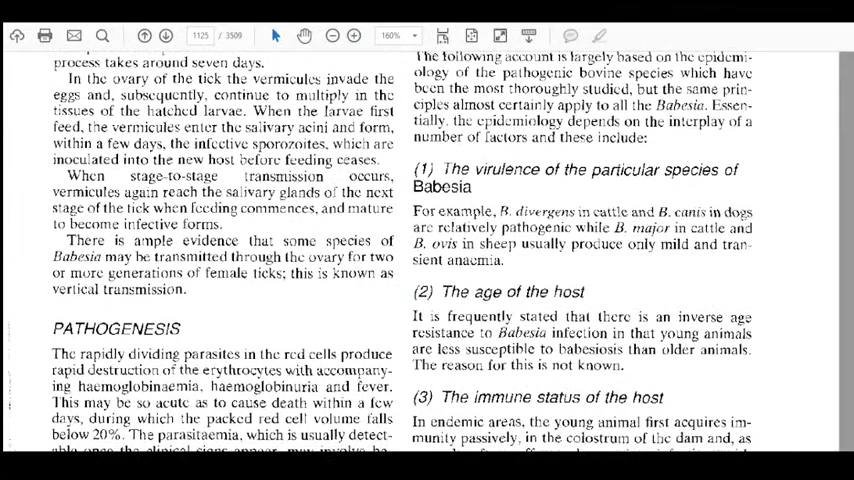 1125 / 3509
160%
process takes around seven days.
In the ovary of the tick the vermicules invade the
eggs and, subsequently, continue to multiply in the
tissues of the hatched larvae. When the larvae first
feed, the vermicules enter the salivary acini and form,
within a few days, the infective sporozoites, which are
inoculated into the new host before feeding ceases.
When stage-to-stage transmission occurs,
vermicules again reach the salivary glands of the next
stage of the tick when feeding commences, and mature
to become infective forms.
There is ample evidence that some species of
Babesia may be transmitted through the ovary for two
or more generations of female ticks; this is known as
vertical transmission.
PATHOGENESIS
The rapidly dividing parasites in the red cells produce
rapid destruction of the erythrocytes with accompany-
ing haemoglobinaemia, haemoglobinuria and fever.
This may be so acute as to cause death within a few
days, during which the packed red cell volume falls
below 20%. The parasitaemia, which is usually detect-
able once the clinical signs appear, may involve be-
The following account is largely based on the epidemi-
ology of the pathogenic bovine species which have
been the most thoroughly studied, but the same prin-
ciples almost certainly apply to all the Babesia. Essen-
tially, the epidemiology depends on the interplay of a
number of factors and these include:
(1) The virulence of the particular species of
Babesia
For example, B. divergens in cattle and B. canis in dogs
are relatively pathogenic while B. major in cattle and
B. ovis in sheep usually produce only mild and tran-
sient anaemia.
(2) The age of the host
It is frequently stated that there is an inverse age
resistance to Babesia infection in that young animals
are less susceptible to babesiosis than older animals.
The reason for this is not known.
(3) The immune status of the host
In endemic areas, the young animal first acquires im-
munity passively, in the colostrum of the dam and, as